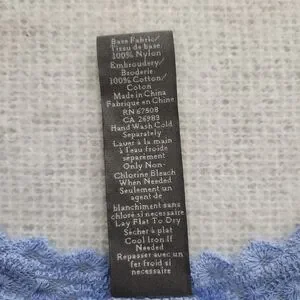 Base Fabric/
Tissu de base
100% Nylon
Embroidery/
Broderie
100% Cotton/
Coton
Made in China
Fabrique en Chine
RN 67508
CA 26983
Hand Wash Cold
Separately
Laver à la main
à l'eau froide
séparément
Only Non-
Chlorine Bleach
When Needed
Seulement un
agent de
blanchiment sans
chlore si necessaire
Lay Flat To Dry
Sécher à plat
Cool Iron If
Needed
Repasser avec un
fer froid si
necessaire